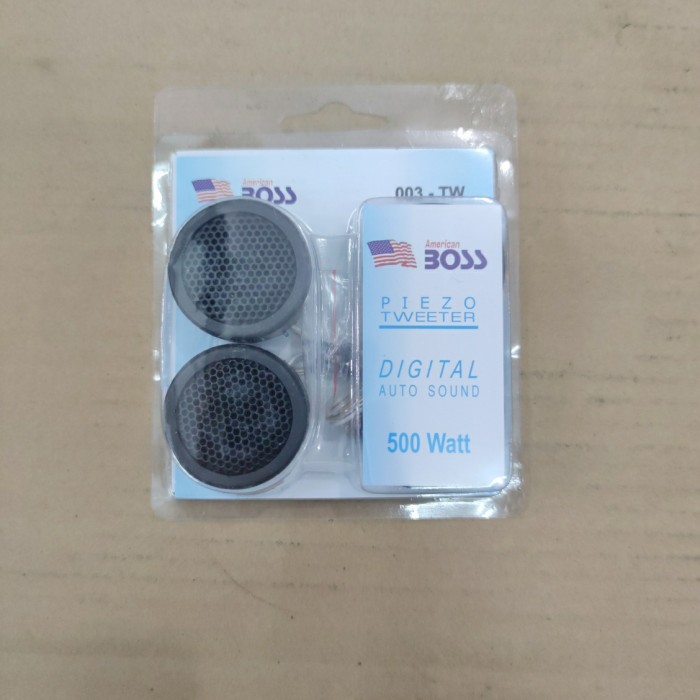 American
BOSS
003 - TW
American
BOSS
PIEZO
TWEETER
DIGITAL
AUTO SOUND
500 Watt